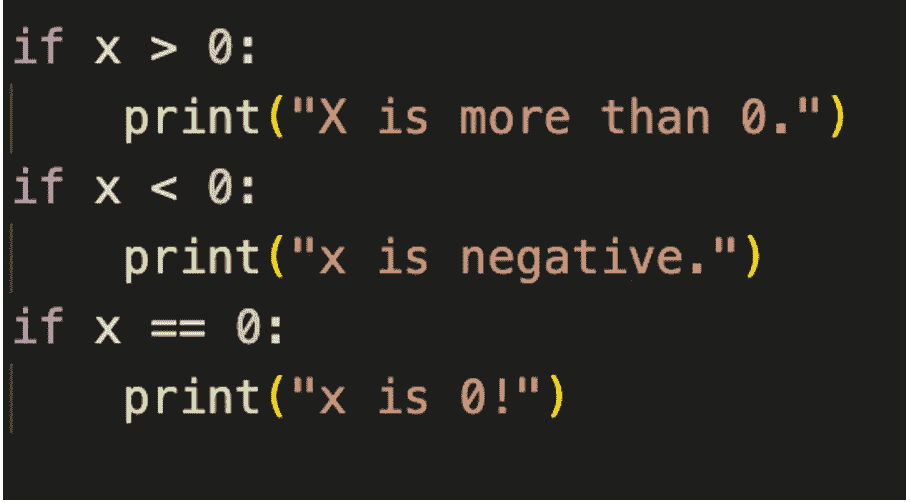 if x > 0:
    print("X is more than 0.")
if x < 0:
    print("x is negative.")
if x == 0:
    print("x is 0!")